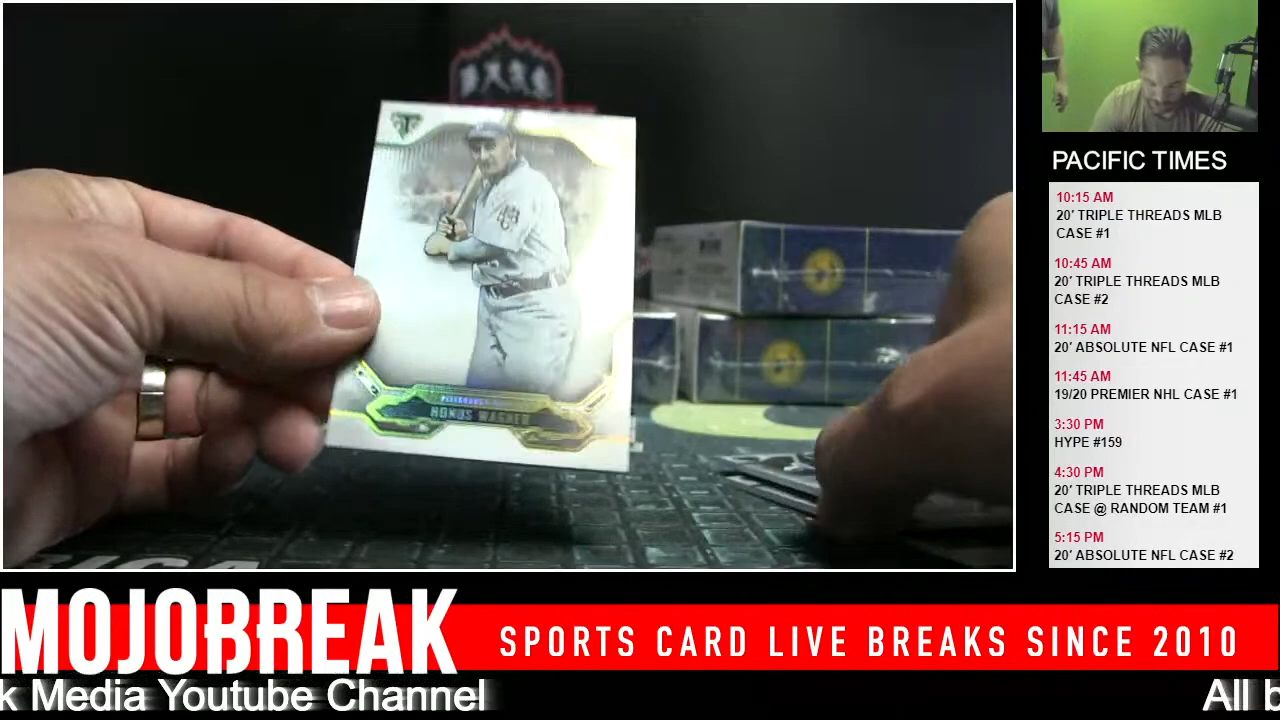 HONUS WAGNER
PACIFIC TIMES
10:15 AM
20' TRIPLE THREADS MLB
CASE #1
10:45 AM
20' TRIPLE THREADS MLB
CASE #2
11:15 AM
20' ABSOLUTE NFL CASE #1
11:45 AM
19/20 PREMIER NHL CASE #1
3:30 PM
HYPE #159
4:30 PM
20' TRIPLE THREADS MLB
CASE @ RANDOM TEAM #1
5:15 PM
20' ABSOLUTE NFL CASE #2
MOJOBREAK
SPORTS CARD LIVE BREAKS SINCE 2010
k Media Youtube Channel
All b